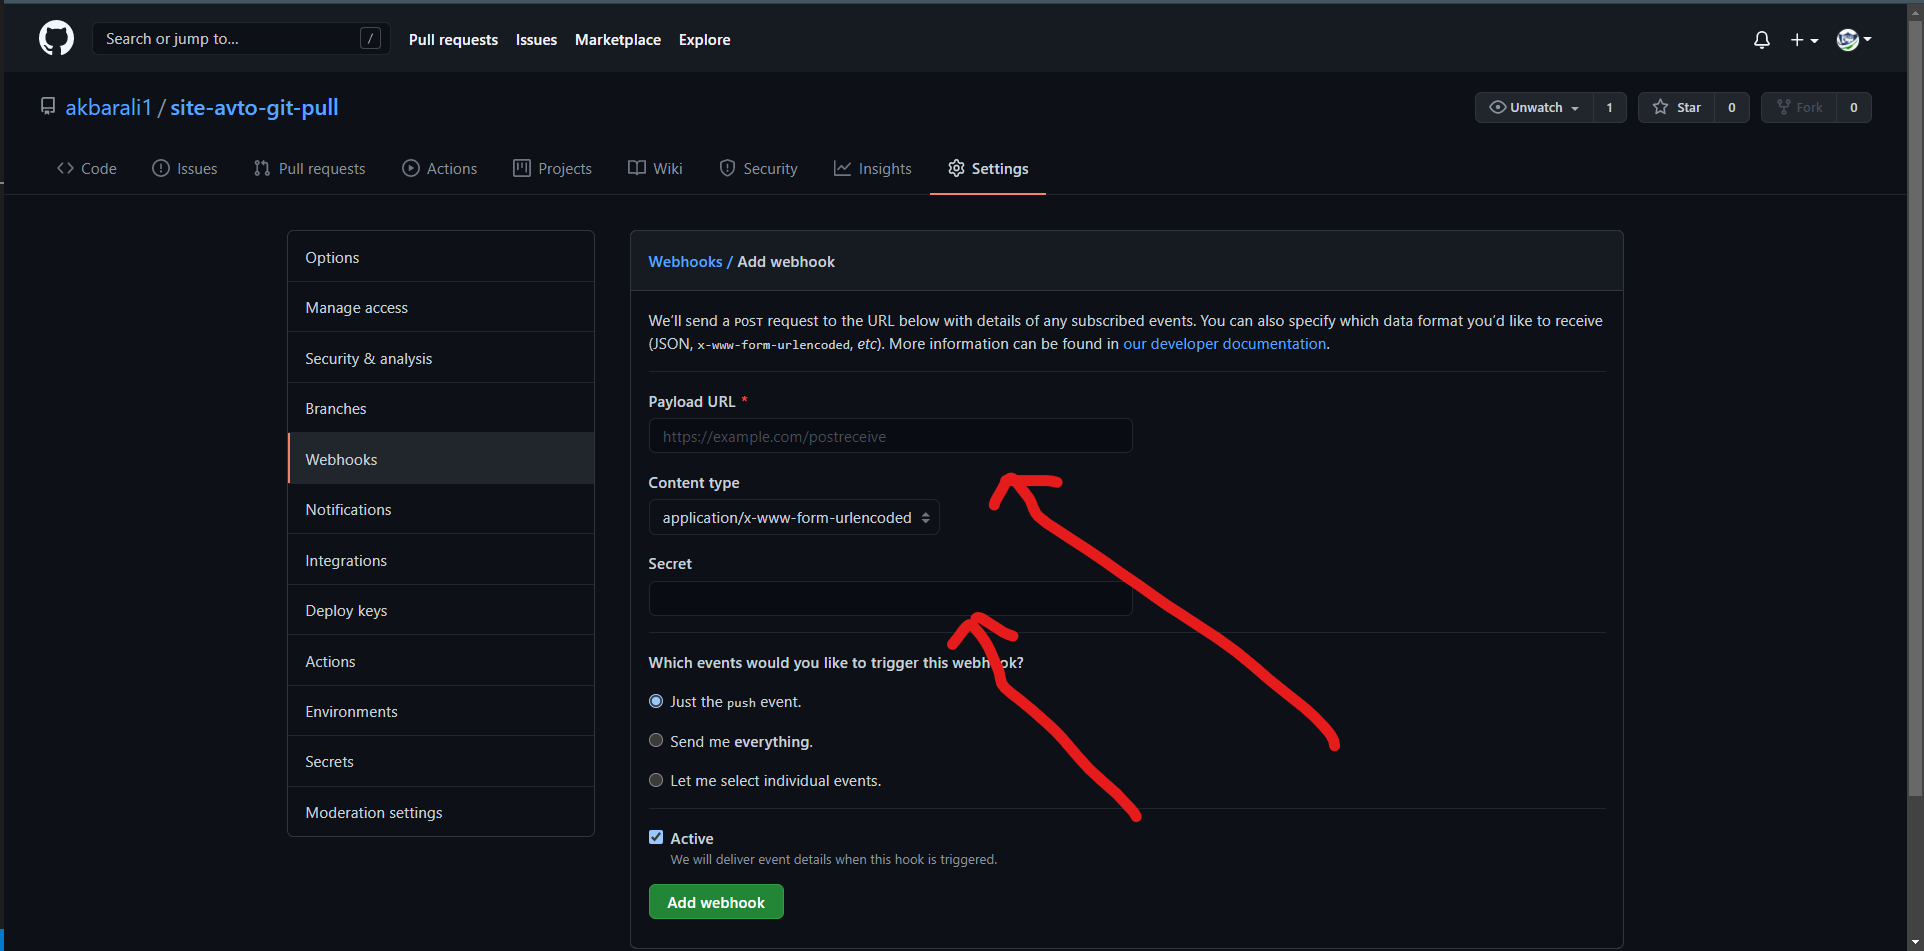 Search or jump to... /
Pull requests Issues Marketplace Explore
akbarali1 / site-avto-git-pull
Unwatch 1 Star 0 Fork 0
Code Issues Pull requests Actions Projects Wiki Security Insights Settings
Options
Manage access
Security & analysis
Branches
Webhooks
Notifications
Integrations
Deploy keys
Actions
Environments
Secrets
Moderation settings
Webhooks / Add webhook
We'll send a POST request to the URL below with details of any subscribed events. You can also specify which data format you'd like to receive
(JSON, x-www-form-urlencoded, etc). More information can be found in our developer documentation.
Payload URL *
https://example.com/postreceive
Content type
application/x-www-form-urlencoded
Secret
Which events would you like to trigger this webhook?
Just the push event.
Send me everything.
Let me select individual events.
Active
We will deliver event details when this hook is triggered.
Add webhook